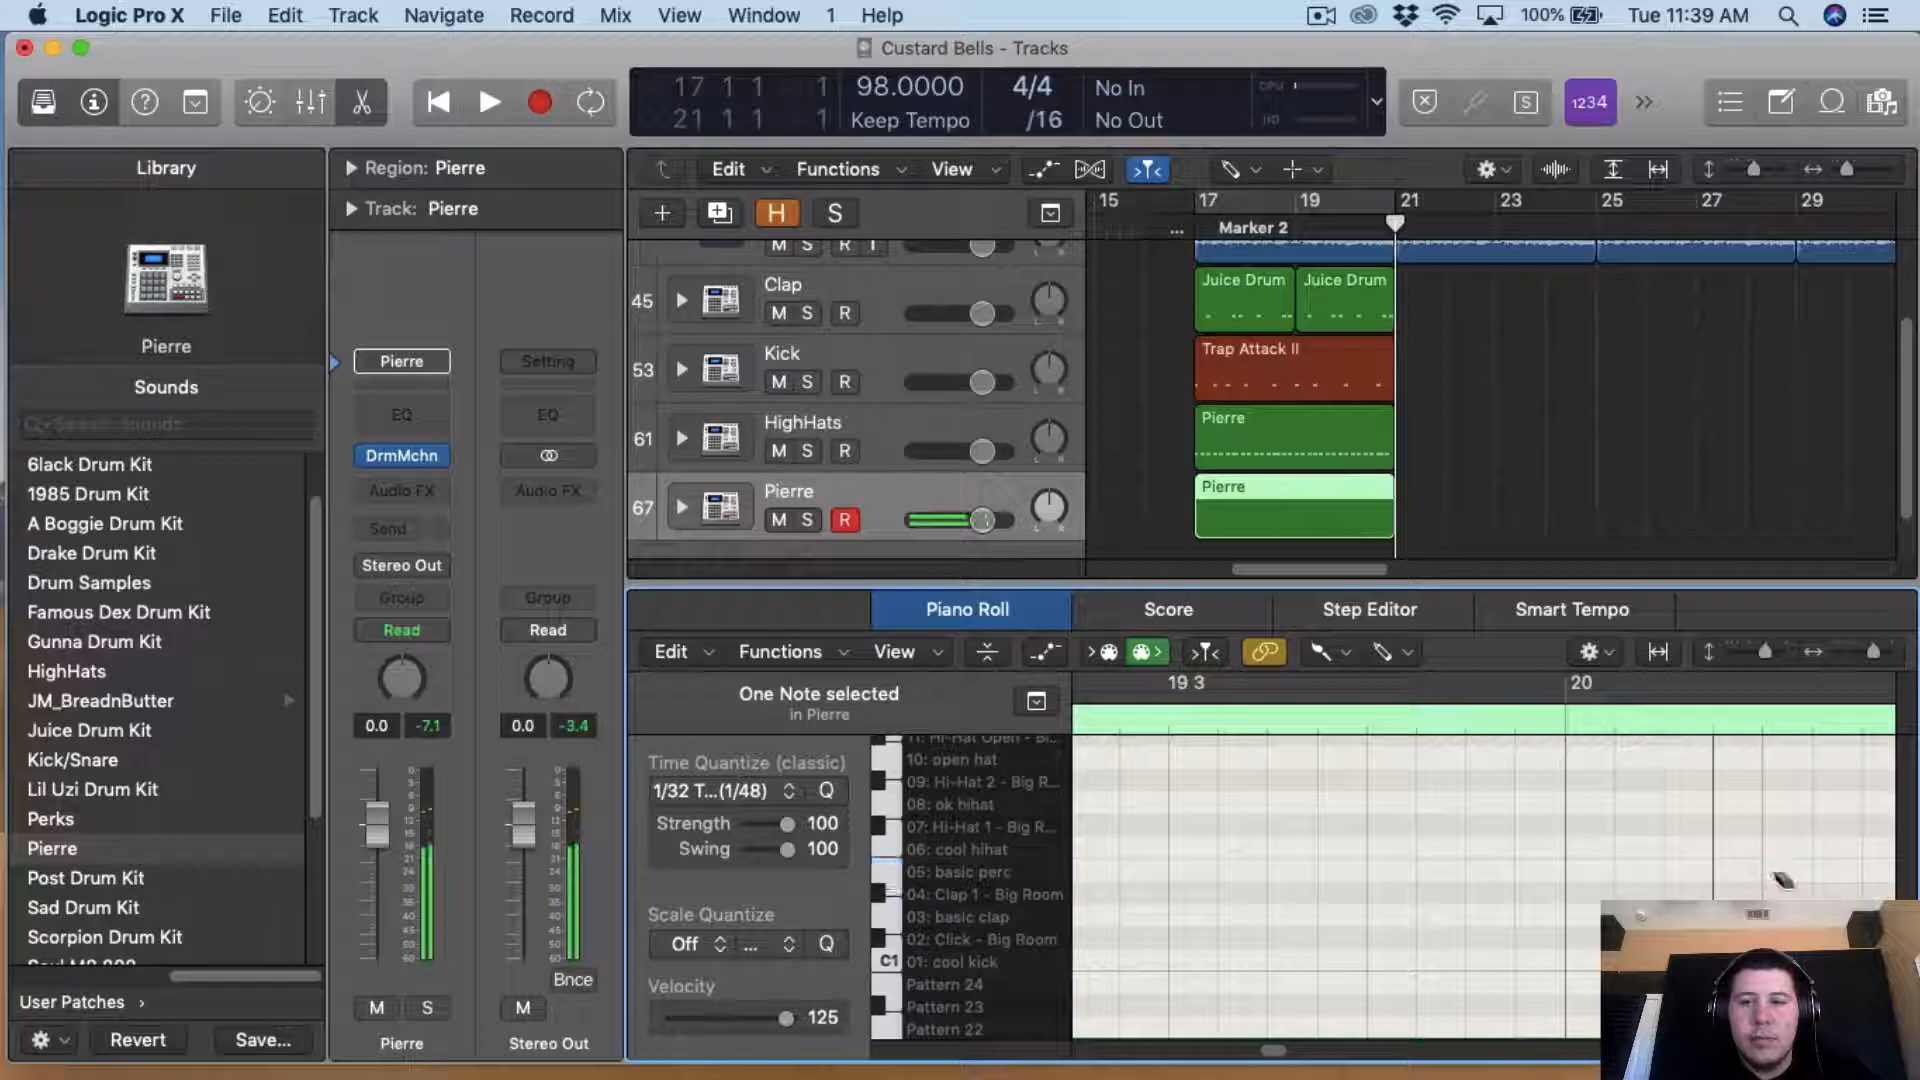 Logic Pro X File Edit Track Navigate Record Mix View Window 1 Help
100% Tue 11:39 AM
Custard Bells - Tracks
17 1 1 1 98.0000 4/4 No In CPU
21 1 1 1 Keep Tempo /16 No Out HD
S 1234
Library
Region: Pierre
Track: Pierre
Edit Functions View
H S
15 17 19 21 23 25 27 29
... Marker 2
M S R I
45 Clap
M S R
Juice Drum Juice Drum
53 Kick
M S R
Trap Attack II
61 HighHats
M S R
Pierre
67 Pierre
M S R
Pierre
Pierre
Sounds
Search Sounds
6lack Drum Kit
1985 Drum Kit
A Boggie Drum Kit
Drake Drum Kit
Drum Samples
Famous Dex Drum Kit
Gunna Drum Kit
HighHats
JM_BreadnButter
Juice Drum Kit
Kick/Snare
Lil Uzi Drum Kit
Perks
Pierre
Post Drum Kit
Sad Drum Kit
Scorpion Drum Kit
User Patches
Revert Save...
Pierre Setting
EQ EQ
DrmMchn
Audio FX Audio FX
Send
Stereo Out
Group Group
Read Read
0.0 -7.1 0.0 -3.4
Bnce
M S M
Pierre Stereo Out
Piano Roll Score Step Editor Smart Tempo
Edit Functions View
One Note selected
in Pierre
19 3 20
Time Quantize (classic)
1/32 T...(1/48) Q
Strength 100
Swing 100
Scale Quantize
Off ... Q
Velocity
125
11: Hi-Hat Open - Bi...
10: open hat
09: Hi-Hat 2 - Big R...
08: ok hihat
07: Hi-Hat 1 - Big R...
06: cool hihat
05: basic perc
04: Clap 1 - Big Room
03: basic clap
02: Click - Big Room
C1 01: cool kick
Pattern 24
Pattern 23
Pattern 22